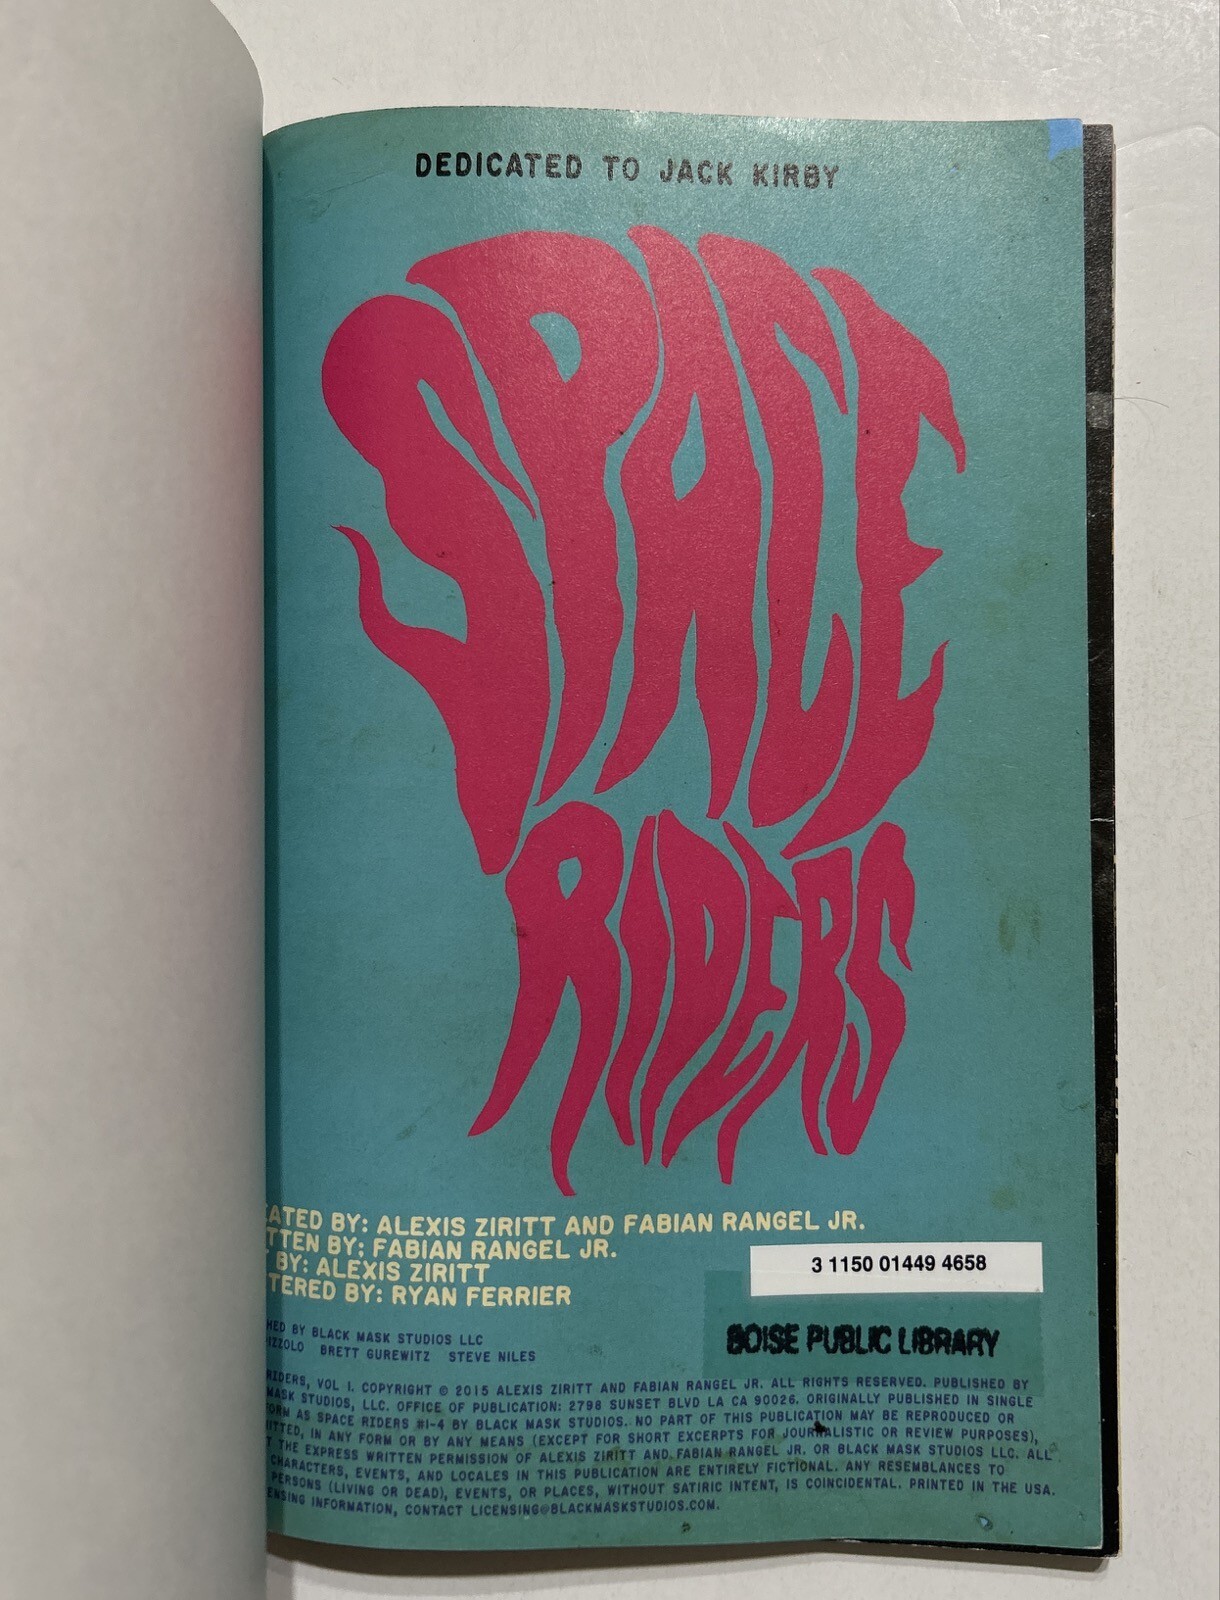 DEDICATED TO JACK KIRBY
SPACE
RIDERS
EATED BY: ALEXIS ZIRITT AND FABIAN RANGEL JR.
TTEN BY: FABIAN RANGEL JR.
T BY: ALEXIS ZIRITT
TERED BY: RYAN FERRIER
3 1150 01449 4658
BOISE PUBLIC LIBRARY
HED BY BLACK MASK STUDIOS LLC
IZZOLO BRETT GUREWITZ STEVE NILES
RIDERS, VOL 1. COPYRIGHT © 2015 ALEXIS ZIRITT AND FABIAN RANGEL JR. ALL RIGHTS RESERVED. PUBLISHED BY
MASK STUDIOS, LLC. OFFICE OF PUBLICATION: 2798 SUNSET BLVD LA CA 90026. ORIGINALLY PUBLISHED IN SINGLE
FORM AS SPACE RIDERS #1-4 BY BLACK MASK STUDIOS. NO PART OF THIS PUBLICATION MAY BE REPRODUCED OR
ITTED, IN ANY FORM OR BY ANY MEANS (EXCEPT FOR SHORT EXCERPTS FOR JOURNALISTIC OR REVIEW PURPOSES),
T THE EXPRESS WRITTEN PERMISSION OF ALEXIS ZIRITT AND FABIAN RANGEL JR. OR BLACK MASK STUDIOS LLC. ALL
CHARACTERS, EVENTS, AND LOCALES IN THIS PUBLICATION ARE ENTIRELY FICTIONAL. ANY RESEMBLANCES TO
PERSONS (LIVING OR DEAD), EVENTS, OR PLACES, WITHOUT SATIRIC INTENT, IS COINCIDENTAL. PRINTED IN THE USA.
ENSING INFORMATION, CONTACT LICENSING@BLACKMASKSTUDIOS.COM.